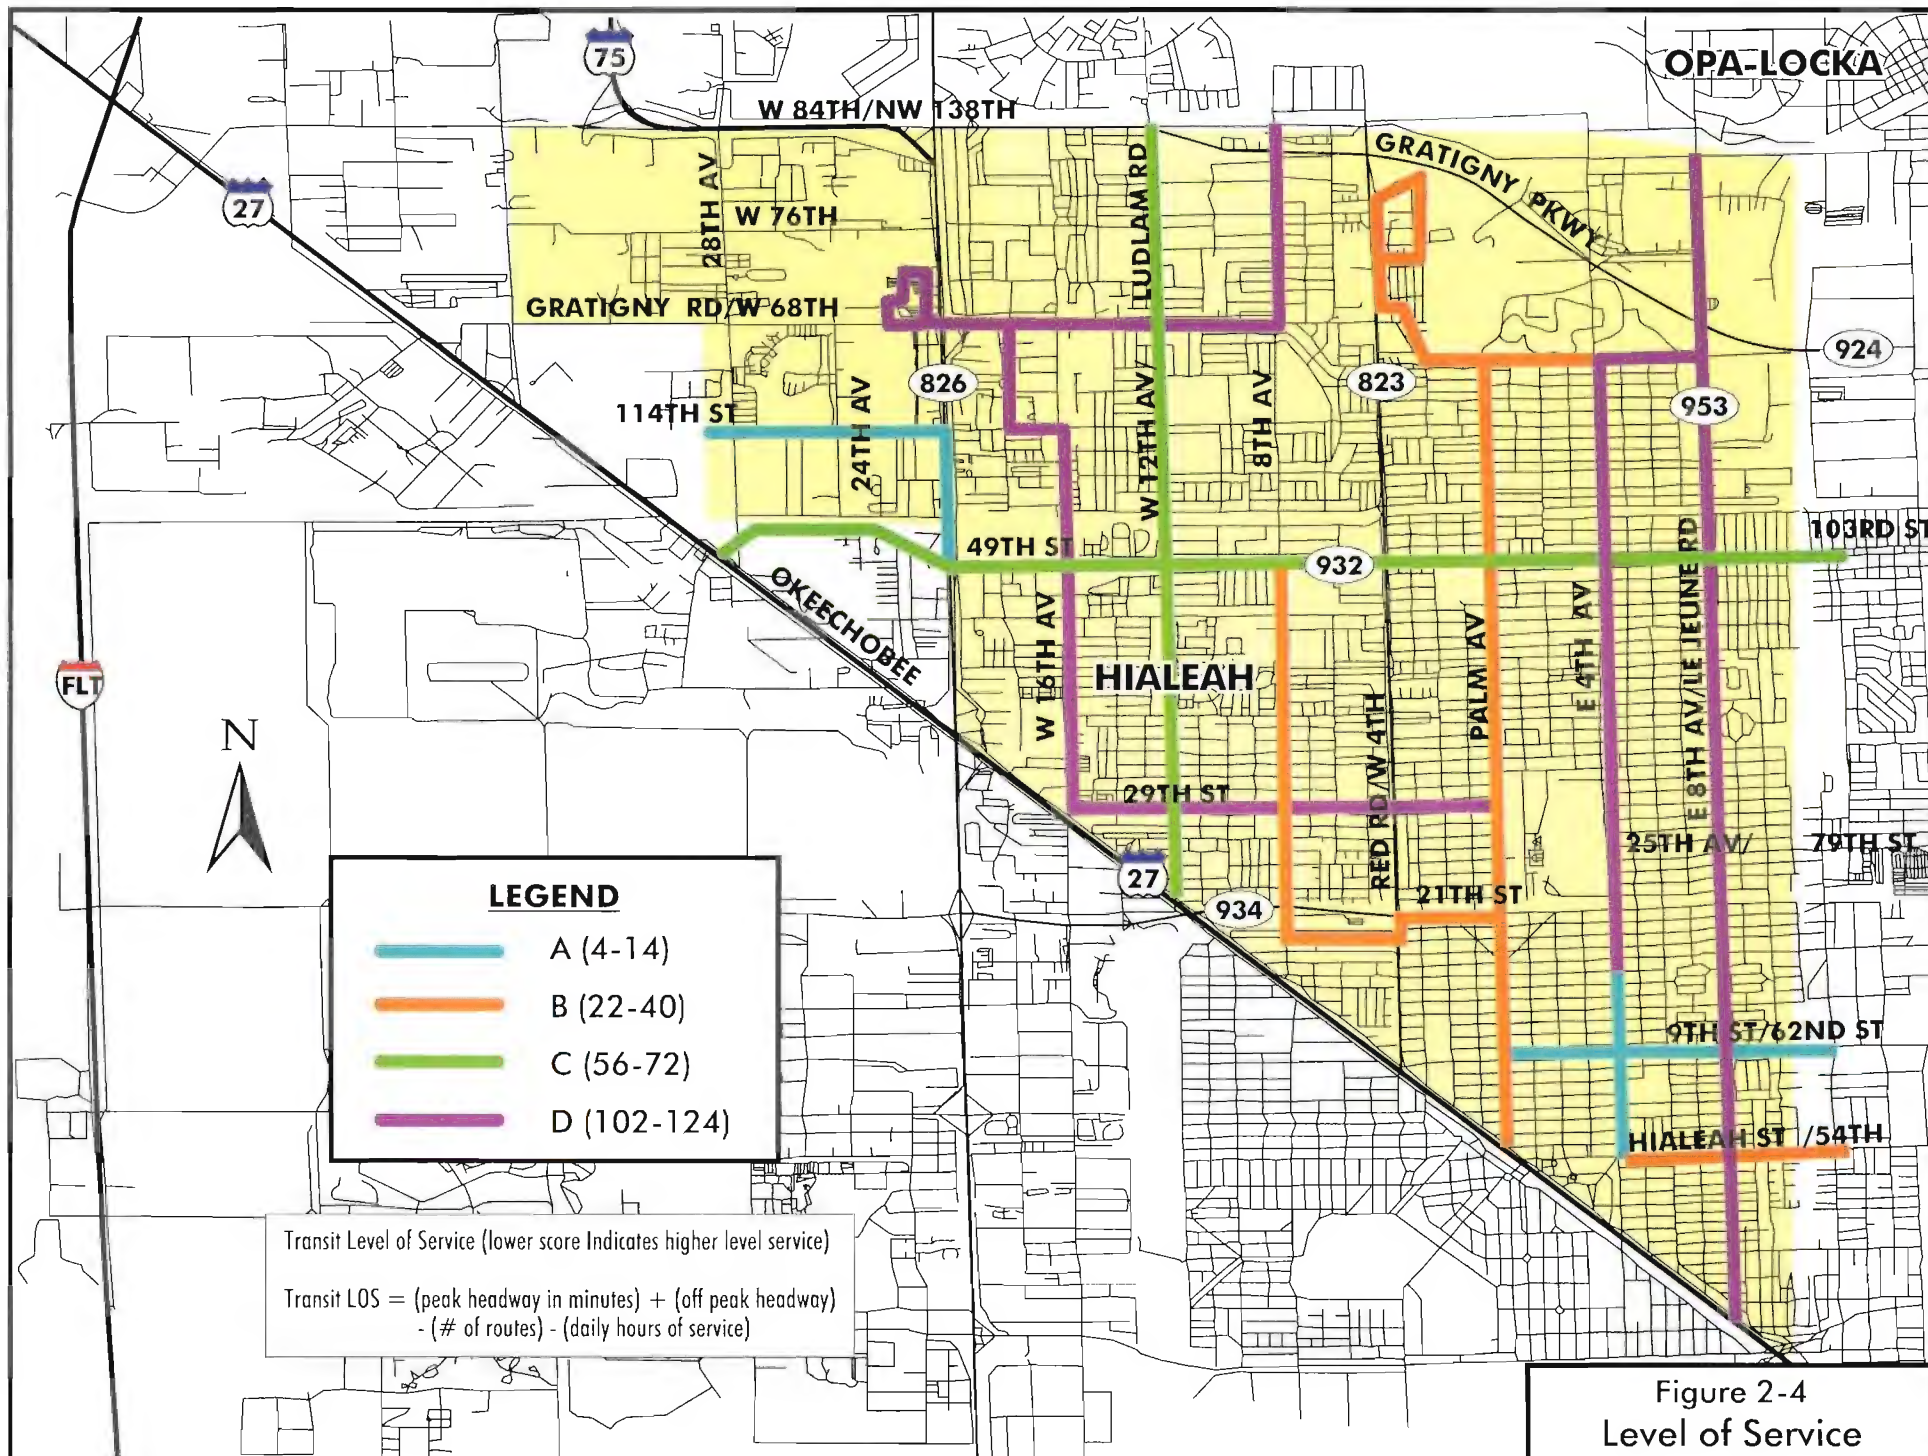 OPA-LOCKA
75
W 84TH/NW 138TH
GRATIGNY PKWY
28TH AV
LUDLAM RD
27
W 76TH
GRATIGNY RD/W 68TH
924
826
823
953
114TH ST
24TH AV
W 12TH AV/
8TH AV
103RD ST
49TH ST
932
OKEECHOBEE
W 16TH AV
HIALEAH
RED RD/W 4TH
PALM AV
E 4TH AV
E 8TH AV/LE JEUNE RD
FLT
N
29TH ST
25TH AV/
79TH ST
27
21TH ST
934
LEGEND
A (4-14)
B (22-40)
C (56-72)
D (102-124)
9TH ST/62ND ST
HIALEAH ST /54TH
Transit Level of Service (lower score Indicates higher level service)
Transit LOS = (peak headway in minutes) + (off peak headway)
- (# of routes) - (daily hours of service)
Figure 2-4
Level of Service